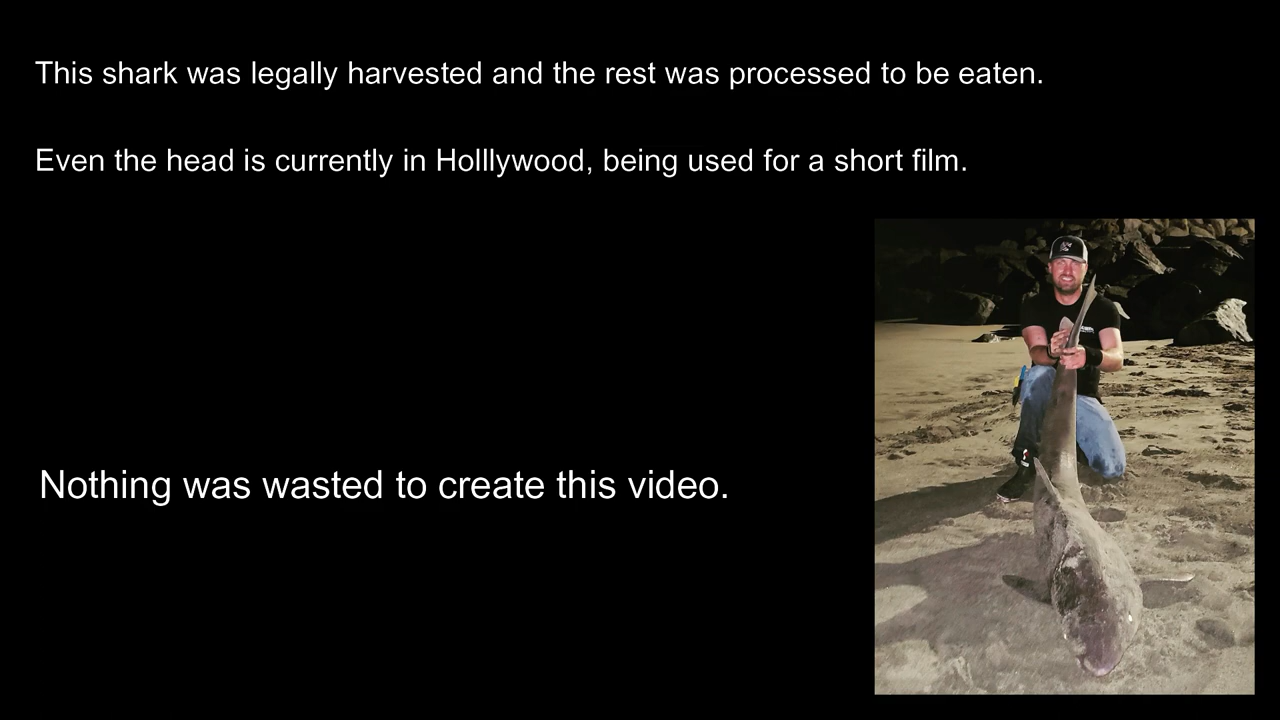 This shark was legally harvested and the rest was processed to be eaten.
Even the head is currently in Holllywood, being used for a short film.
Nothing was wasted to create this video.